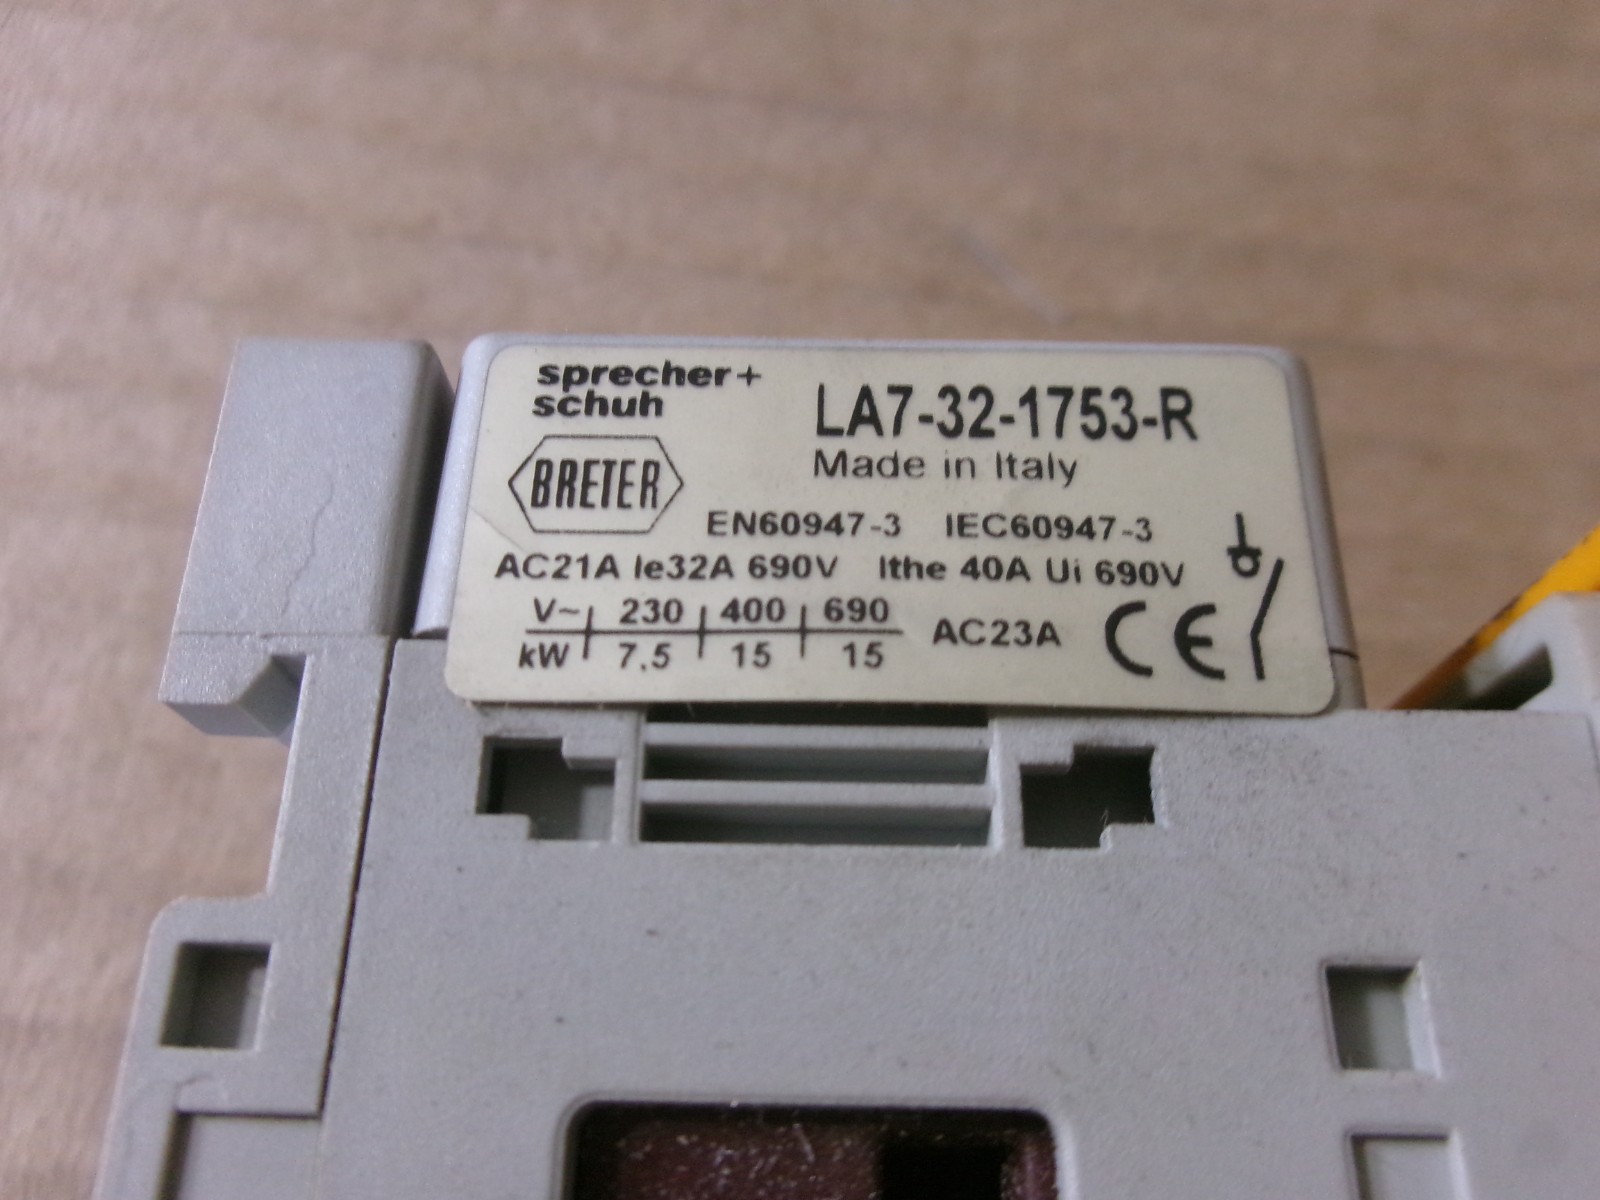 sprecher+
schuh
LA7-32-1753-R
BRETER
Made in Italy
EN60947-3 IEC60947-3
AC21A Ie32A 690V Ithe 40A Ui 690V
V~ 230 400 690
kW 7.5 15 15
AC23A CE